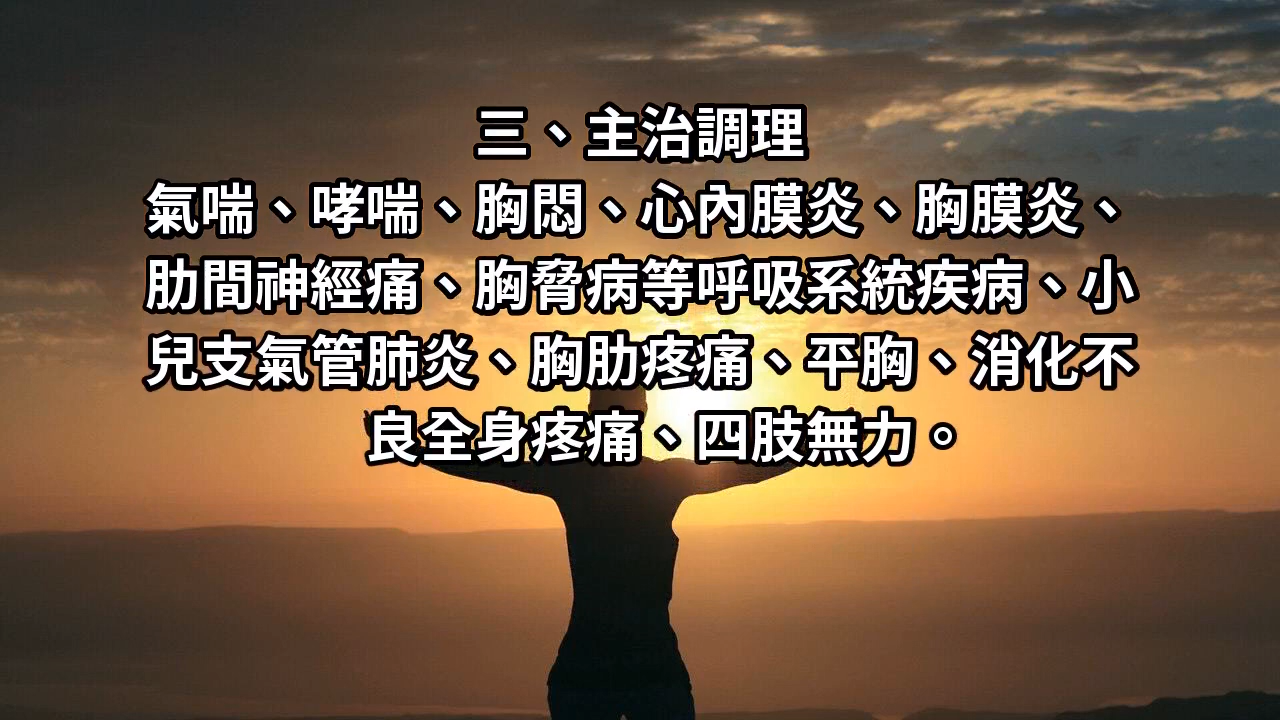 三、主治調理
氣喘、哮喘、胸悶、心內膜炎、胸膜炎、
肋間神經痛、胸脅病等呼吸系統疾病、小
兒支氣管肺炎、胸肋疼痛、平胸、消化不
良全身疼痛、四肢無力。